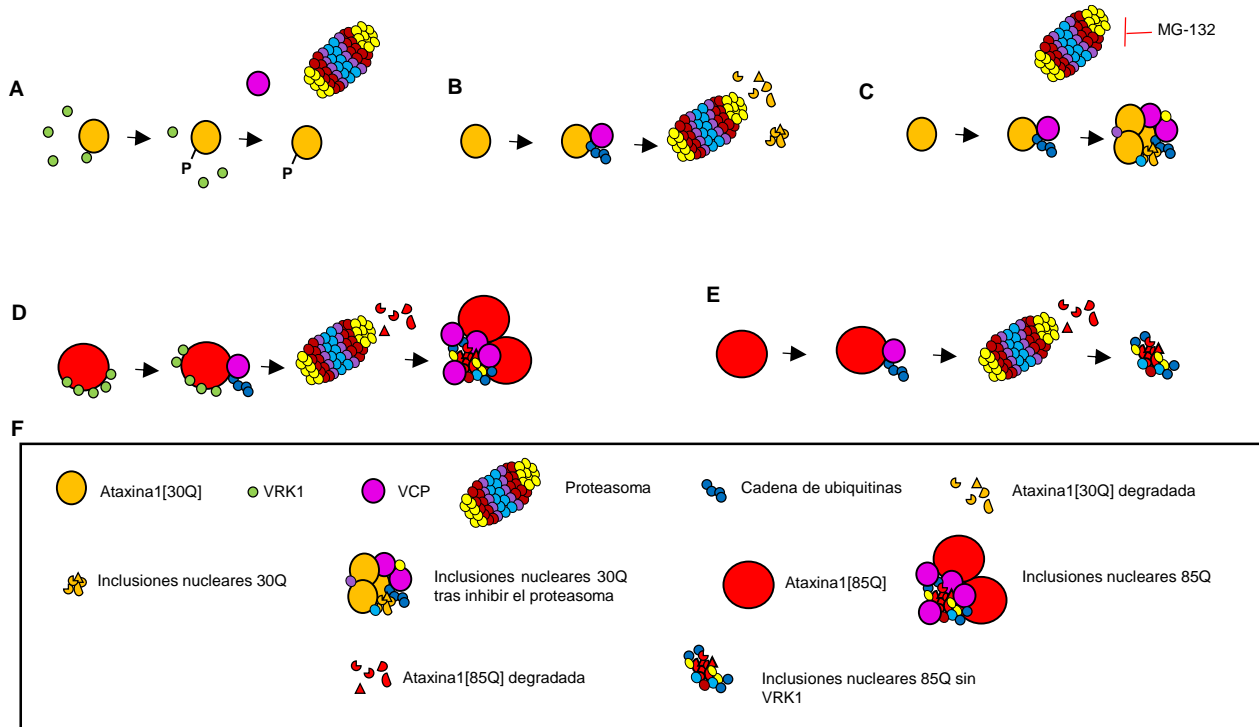 MG-132
A
B
C
P
P
D
E
F
Ataxina1[30Q]
VRK1
VCP
Proteasoma
Cadena de ubiquitinas
Ataxina1[30Q] degradada
Inclusiones nucleares 30Q
Inclusiones nucleares 30Q
tras inhibir el proteasoma
Ataxina1[85Q]
Inclusiones nucleares 85Q
Ataxina1[85Q] degradada
Inclusiones nucleares 85Q sin
VRK1